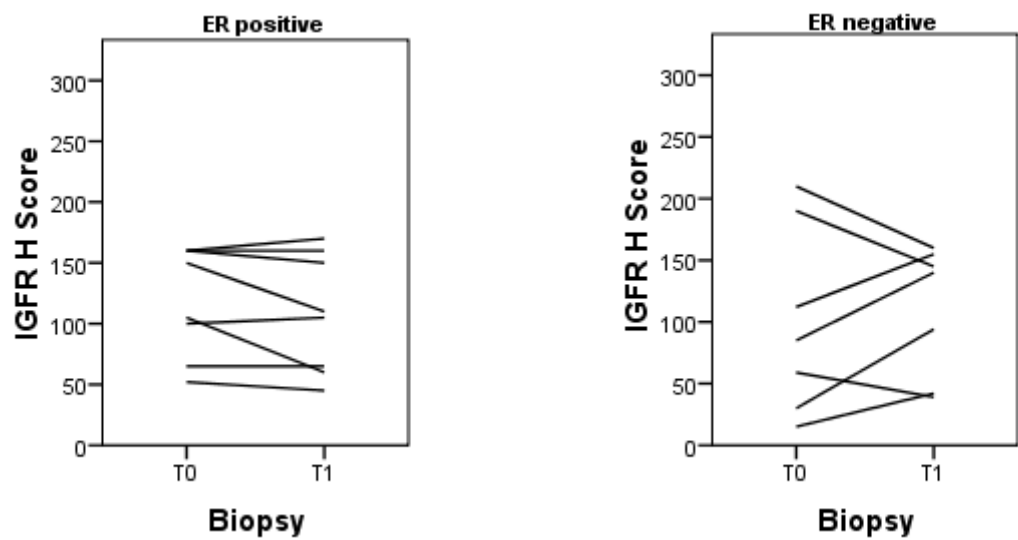 ER positive
IGFR H Score
300
250
200
150
100
50
0
T0 T1
Biopsy
ER negative
IGFR H Score
300
250
200
150
100
50
0
T0 T1
Biopsy